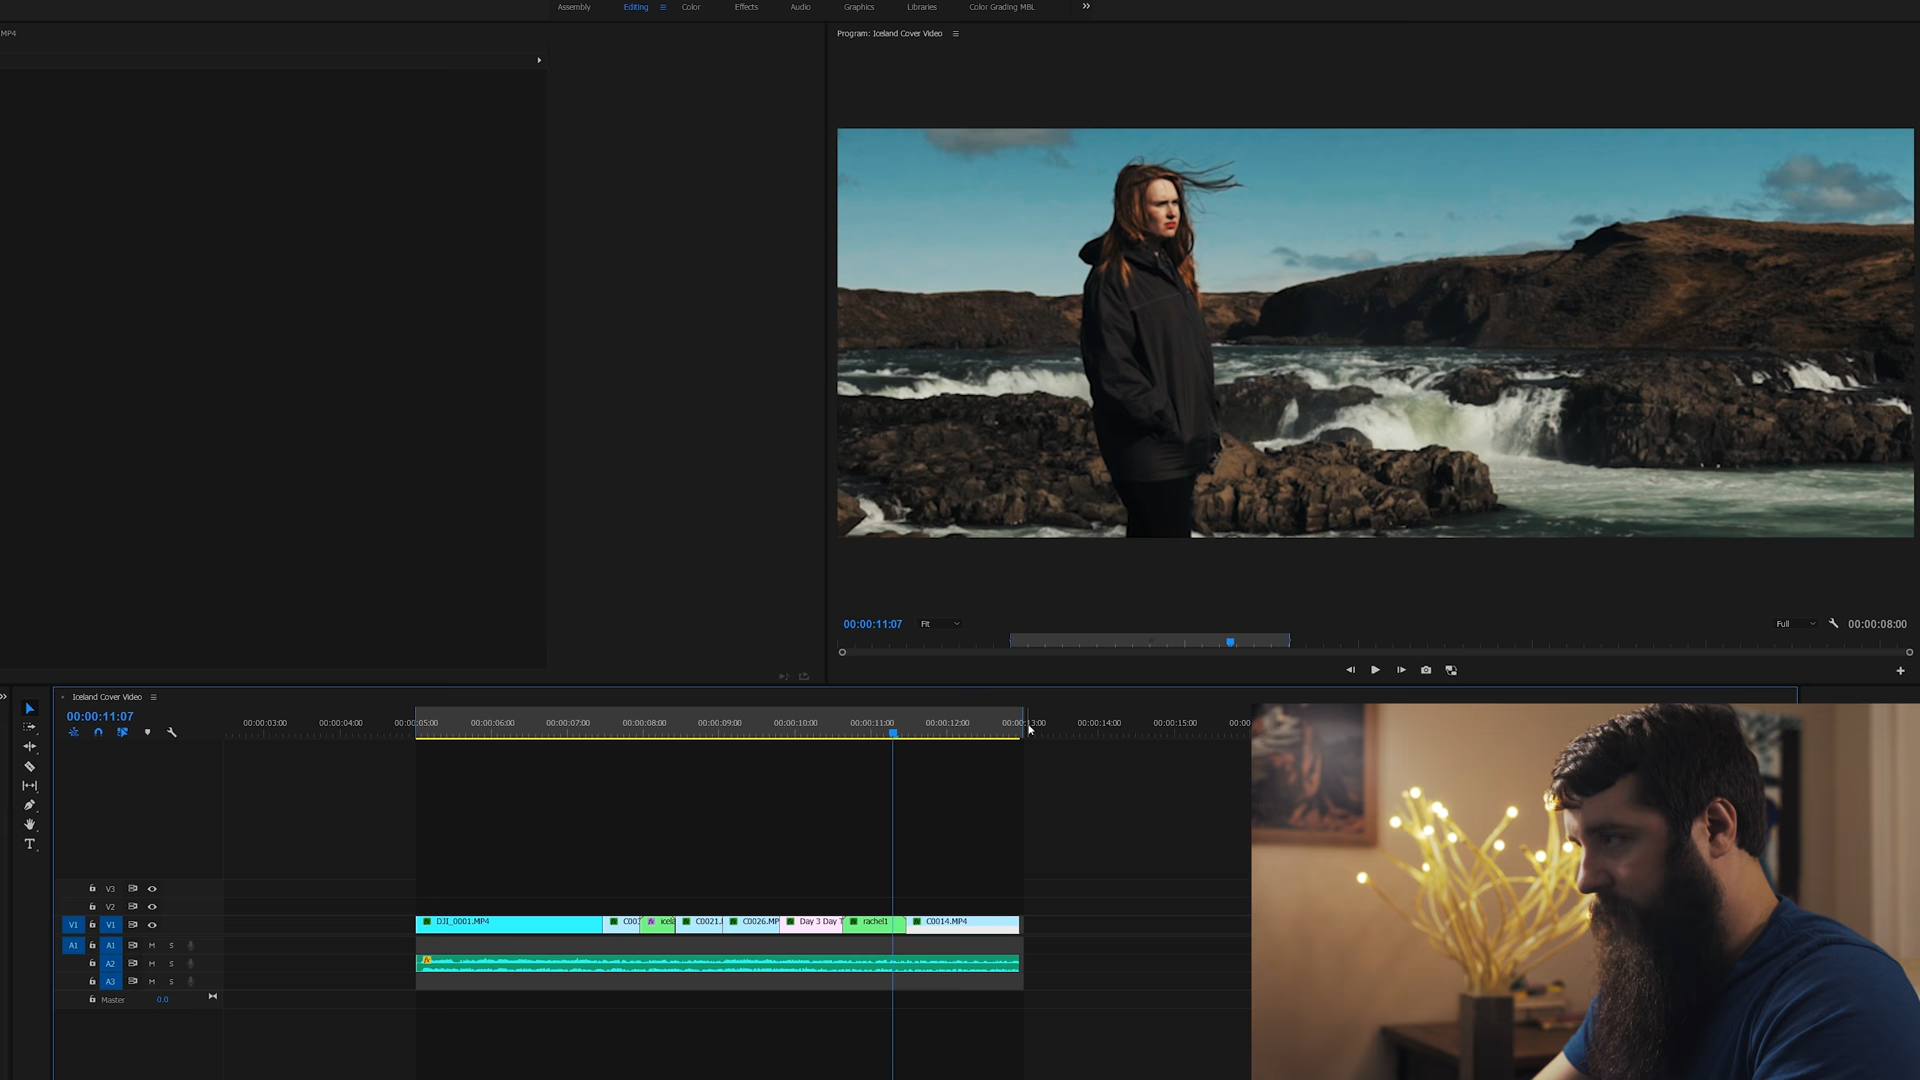 Assembly Editing Color Effects Audio Graphics Libraries Color Grading MBL
MP4
Program: Iceland Cover Video
00:00:11:07 Fit Full 00:00:08:00
Iceland Cover Video
00:00:11:07
00:00:03:00 00:00:04:00 00:00:05:00 00:00:06:00 00:00:07:00 00:00:08:00 00:00:09:00 00:00:10:00 00:00:11:00 00:00:12:00 00:00:13:00 00:00:14:00 00:00:15:00 00:00
T
V3
V2
V1 V1 DJI_0001.MP4 C00 icela C0021. C0026.MP Day 3 Day rachel1 C0014.MP4
A1 A1 M S
A2 M S fx
A3 M S
Master 0.0